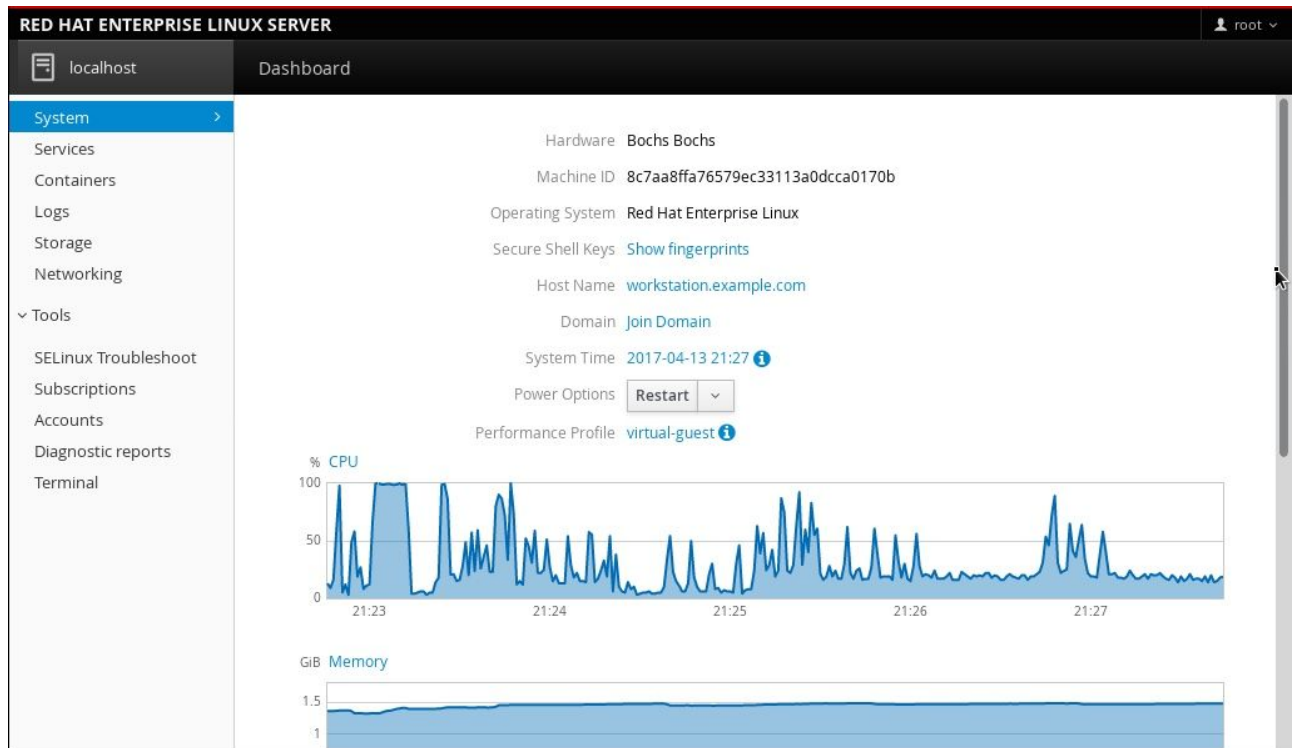 RED HAT ENTERPRISE LINUX SERVER
root
localhost
Dashboard
System
Services
Containers
Logs
Storage
Networking
Tools
SELinux Troubleshoot
Subscriptions
Accounts
Diagnostic reports
Terminal
Hardware Bochs Bochs
Machine ID 8c7aa8ffa76579ec33113a0dcca0170b
Operating System Red Hat Enterprise Linux
Secure Shell Keys Show fingerprints
Host Name workstation.example.com
Domain Join Domain
System Time 2017-04-13 21:27
Power Options Restart
Performance Profile virtual-guest
% CPU
100
50
0
21:23 21:24 21:25 21:26 21:27
GiB Memory
1.5
1